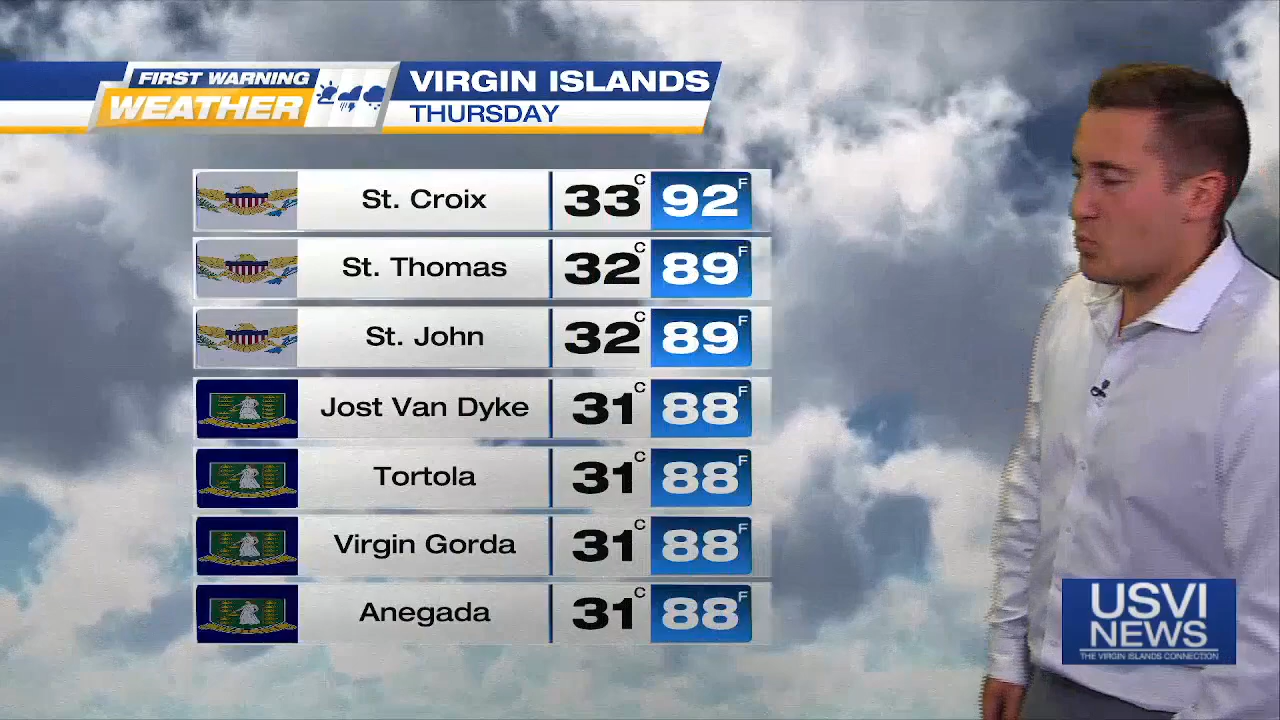 FIRST WARNING
WEATHER
VIRGIN ISLANDS
THURSDAY
St. Croix 33 C 92 F
St. Thomas 32 C 89 F
St. John 32 C 89 F
Jost Van Dyke 31 C 88 F
Tortola 31 C 88 F
Virgin Gorda 31 C 88 F
Anegada 31 C 88 F
USVI
NEWS
THE VIRGIN ISLANDS CONNECTION